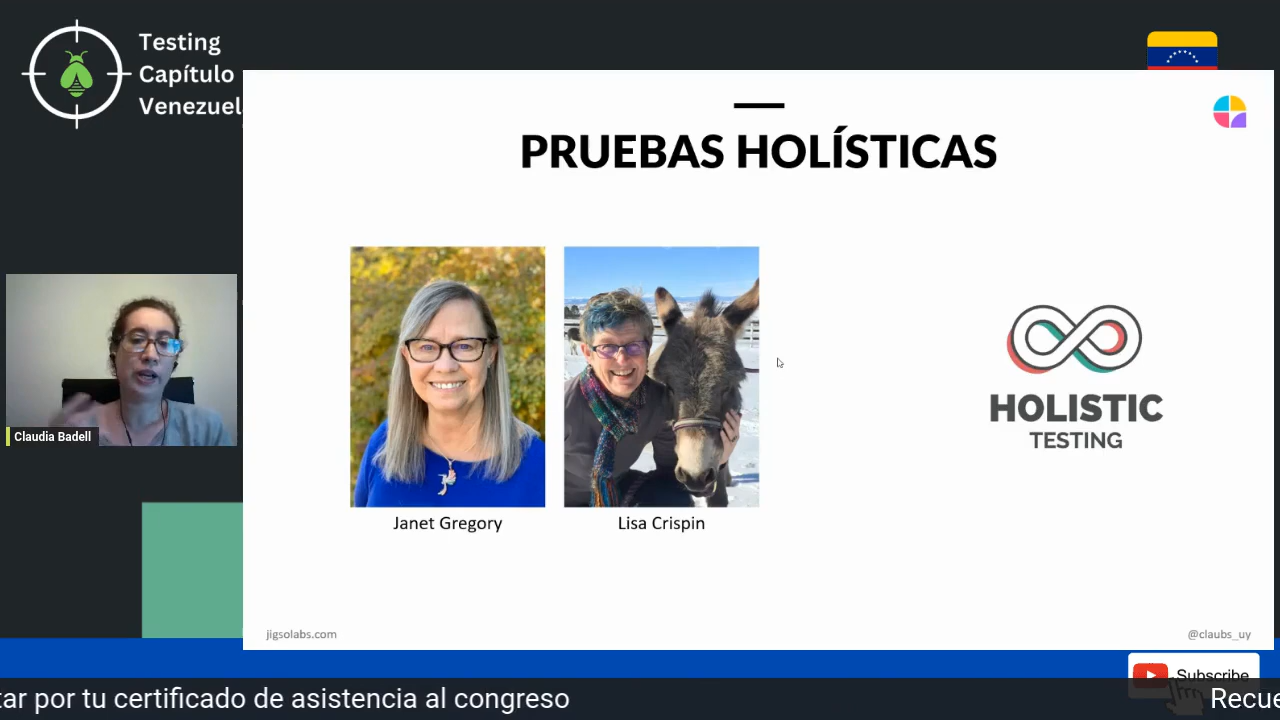 Testing
Capítulo
Venezuel
PRUEBAS HOLÍSTICAS
HOLISTIC
TESTING
Claudia Badell
Janet Gregory
Lisa Crispin
jigsolabs.com
@claubs_uy
Subscribe
tar por tu certificado de asistencia al congreso
Recue